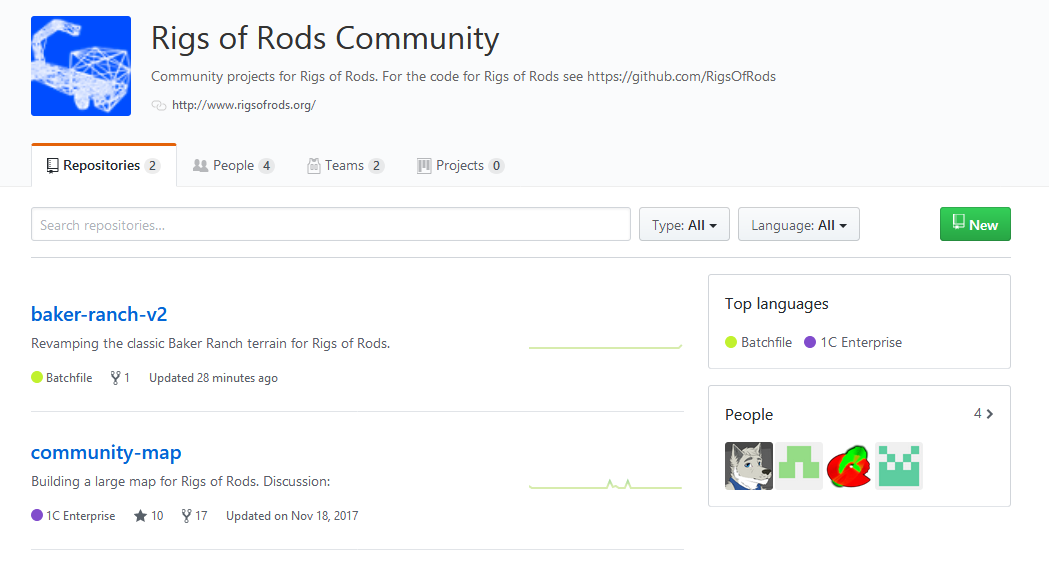 Rigs of Rods Community
Community projects for Rigs of Rods. For the code for Rigs of Rods see https://github.com/RigsOfRods
http://www.rigsofrods.org/
Repositories 2 People 4 Teams 2 Projects 0
Search repositories... Type: All Language: All New
baker-ranch-v2
Revamping the classic Baker Ranch terrain for Rigs of Rods.
Batchfile 1 Updated 28 minutes ago
community-map
Building a large map for Rigs of Rods. Discussion:
1C Enterprise 10 17 Updated on Nov 18, 2017
Top languages
Batchfile 1C Enterprise
People 4